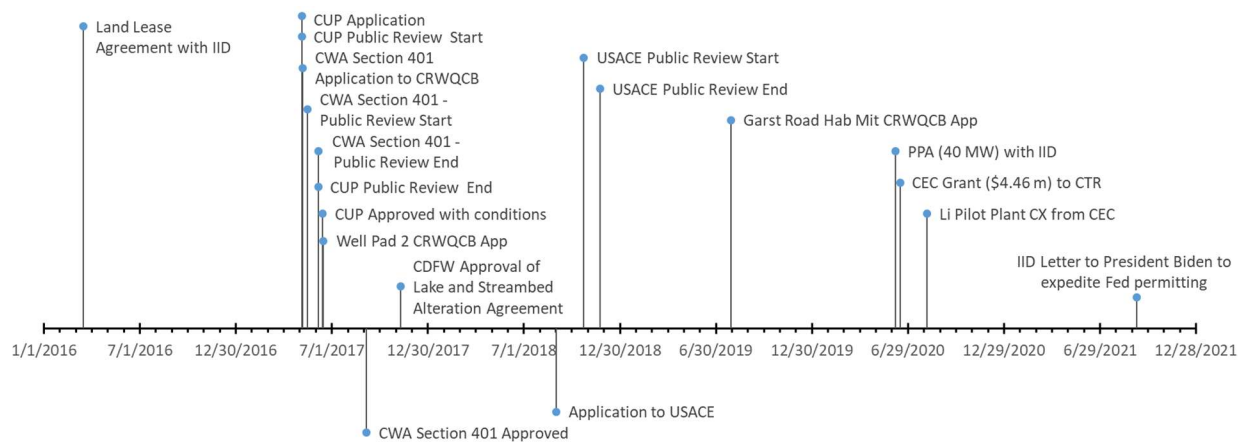 Land Lease
Agreement with IID
CUP Application
CUP Public Review Start
CWA Section 401
Application to CRWQCB
CWA Section 401 -
Public Review Start
CWA Section 401 -
Public Review End
CUP Public Review End
CUP Approved with conditions
Well Pad 2 CRWQCB App
CDFW Approval of
Lake and Streambed
Alteration Agreement
USACE Public Review Start
USACE Public Review End
Garst Road Hab Mit CRWQCB App
PPA (40 MW) with IID
CEC Grant ($4.46 m) to CTR
Li Pilot Plant CX from CEC
IID Letter to President Biden to
expedite Fed permitting
1/1/2016 7/1/2016 12/30/2016 7/1/2017 12/30/2017 7/1/2018 12/30/2018 6/30/2019 12/30/2019 6/29/2020 12/29/2020 6/29/2021 12/28/2021
Application to USACE
CWA Section 401 Approved